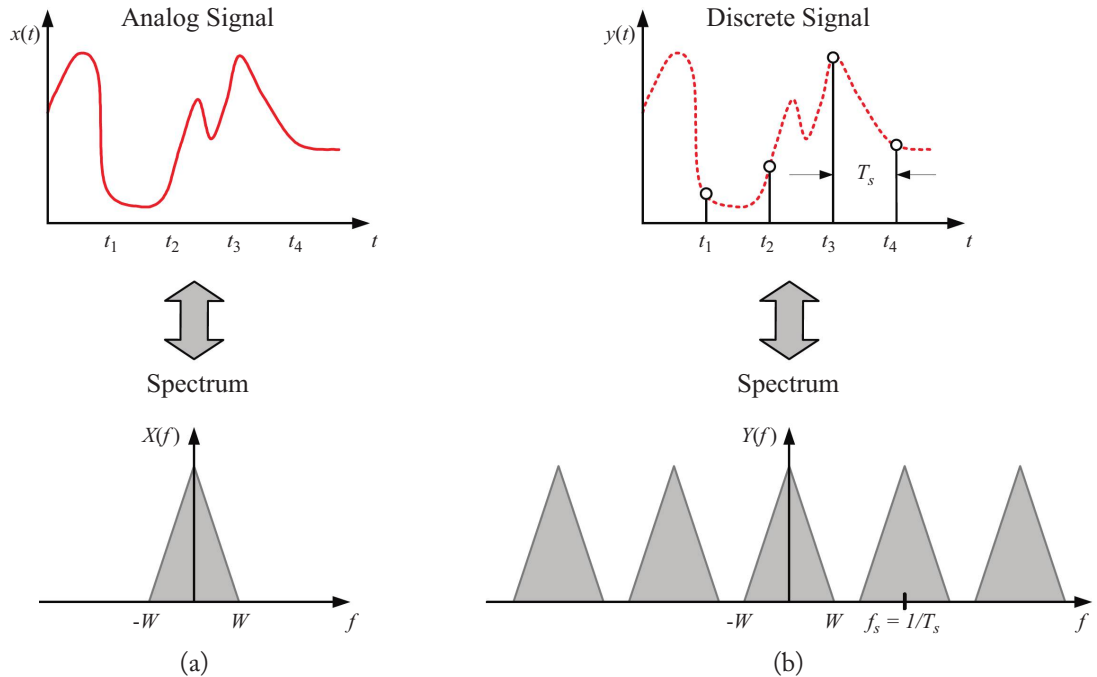 Analog Signal
x(t)
t1 t2 t3 t4 t
Spectrum
X(f)
-W W f
(a)
Discrete Signal
y(t)
Ts
t1 t2 t3 t4 t
Spectrum
Y(f)
-W W fs = 1/Ts f
(b)